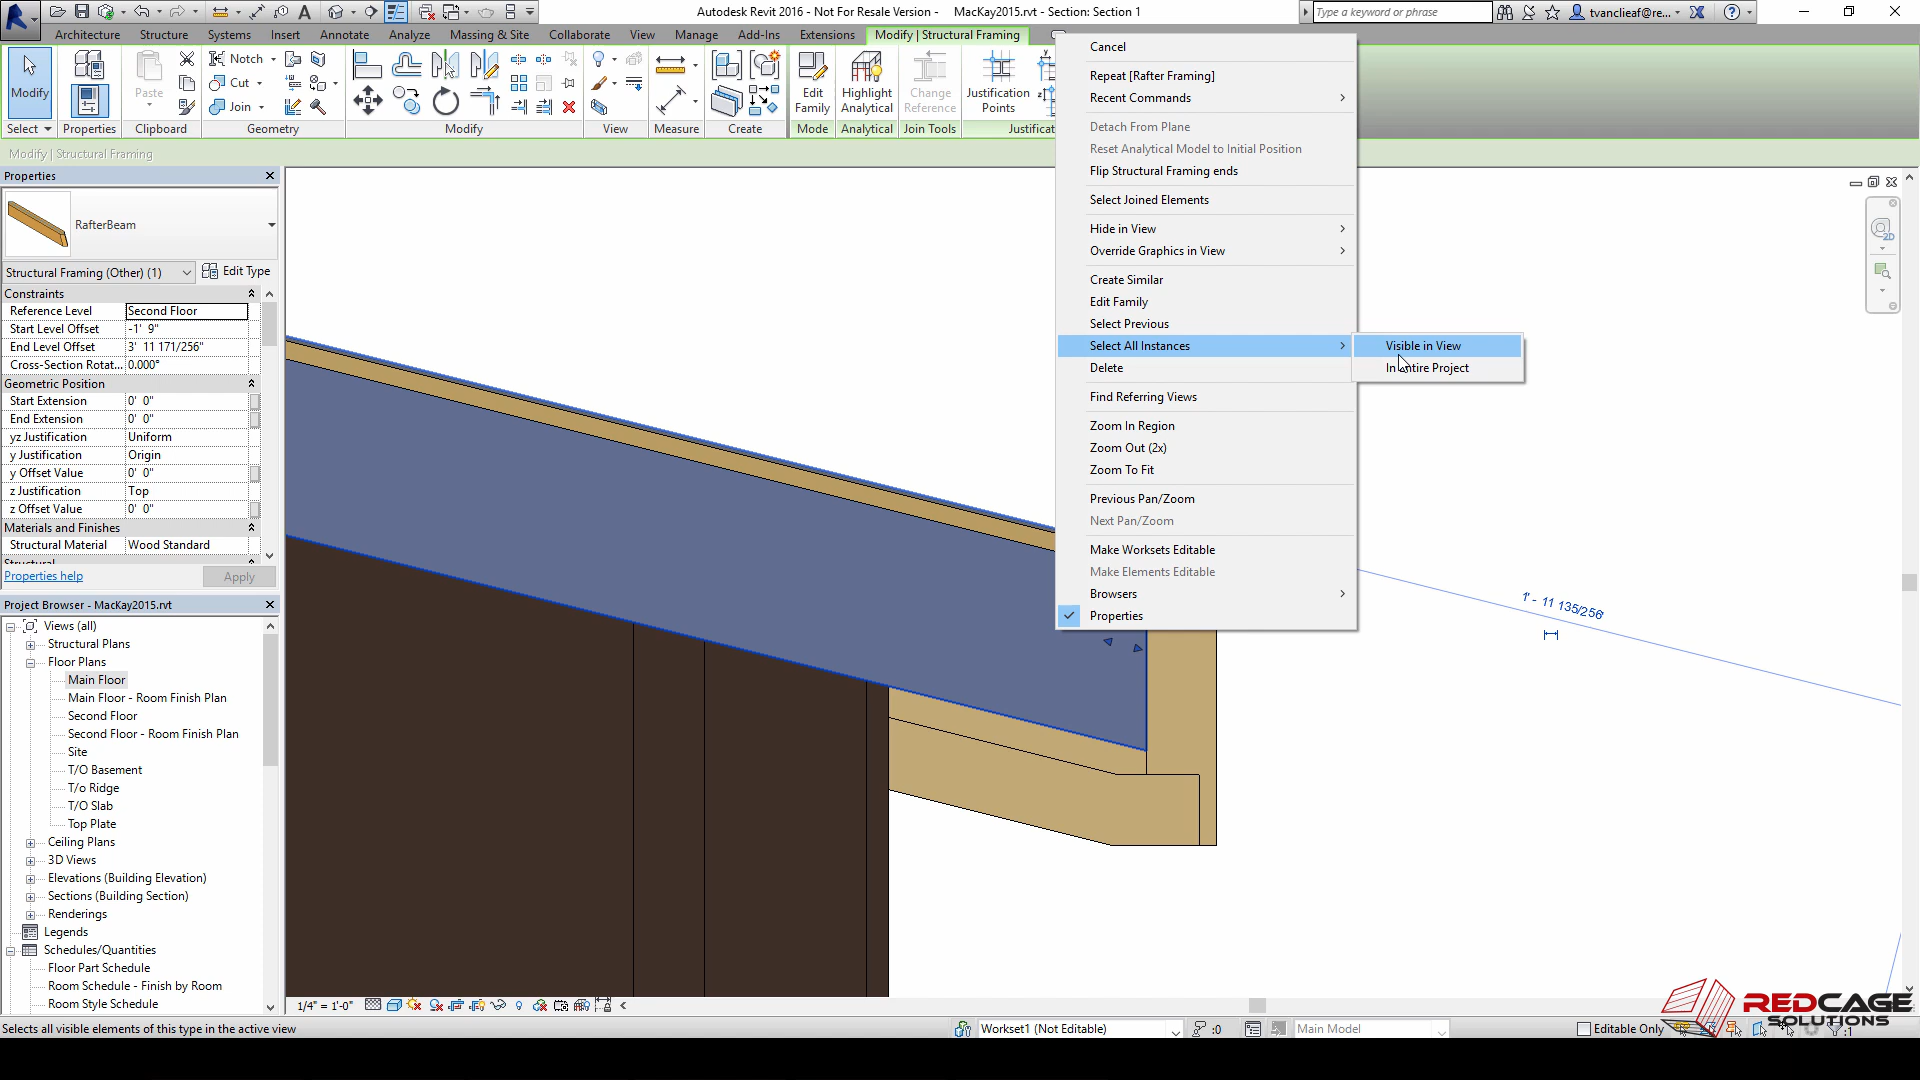 Autodesk Revit 2016 - Not For Resale Version - MacKay2015.rvt - Section: Section 1
Type a keyword or phrase
tvanclieaf@re...
Architecture Structure Systems Insert Annotate Analyze Massing & Site Collaborate View Manage Add-Ins Extensions Modify | Structural Framing
Modify
Paste
Notch
Cut
Join
Edit Family
Highlight Analytical
Change Reference
Justification Points
Select Properties Clipboard Geometry Modify View Measure Create Mode Analytical Join Tools Justificat
Modify | Structural Framing
Properties
RafterBeam
Structural Framing (Other) (1) Edit Type
Constraints
Reference Level Second Floor
Start Level Offset -1' 9"
End Level Offset 3' 11 171/256"
Cross-Section Rotat... 0.000°
Geometric Position
Start Extension 0' 0"
End Extension 0' 0"
yz Justification Uniform
y Justification Origin
y Offset Value 0' 0"
z Justification Top
z Offset Value 0' 0"
Materials and Finishes
Structural Material Wood Standard
Structural
Properties help Apply
Project Browser - MacKay2015.rvt
Views (all)
Structural Plans
Floor Plans
Main Floor
Main Floor - Room Finish Plan
Second Floor
Second Floor - Room Finish Plan
Site
T/O Basement
T/o Ridge
T/O Slab
Top Plate
Ceiling Plans
3D Views
Elevations (Building Elevation)
Sections (Building Section)
Renderings
Legends
Schedules/Quantities
Floor Part Schedule
Room Schedule - Finish by Room
Room Style Schedule
Cancel
Repeat [Rafter Framing]
Recent Commands
Detach From Plane
Reset Analytical Model to Initial Position
Flip Structural Framing ends
Select Joined Elements
Hide in View
Override Graphics in View
Create Similar
Edit Family
Select Previous
Select All Instances
Visible in View
In Entire Project
Delete
Find Referring Views
Zoom In Region
Zoom Out (2x)
Zoom To Fit
Previous Pan/Zoom
Next Pan/Zoom
Make Worksets Editable
Make Elements Editable
Browsers
Properties
1' - 11 135/256"
2D
1/4" = 1'-0"
Selects all visible elements of this type in the active view
Workset1 (Not Editable)
:0
Main Model
Editable Only
:1
REDCAGE
SOLUTIONS